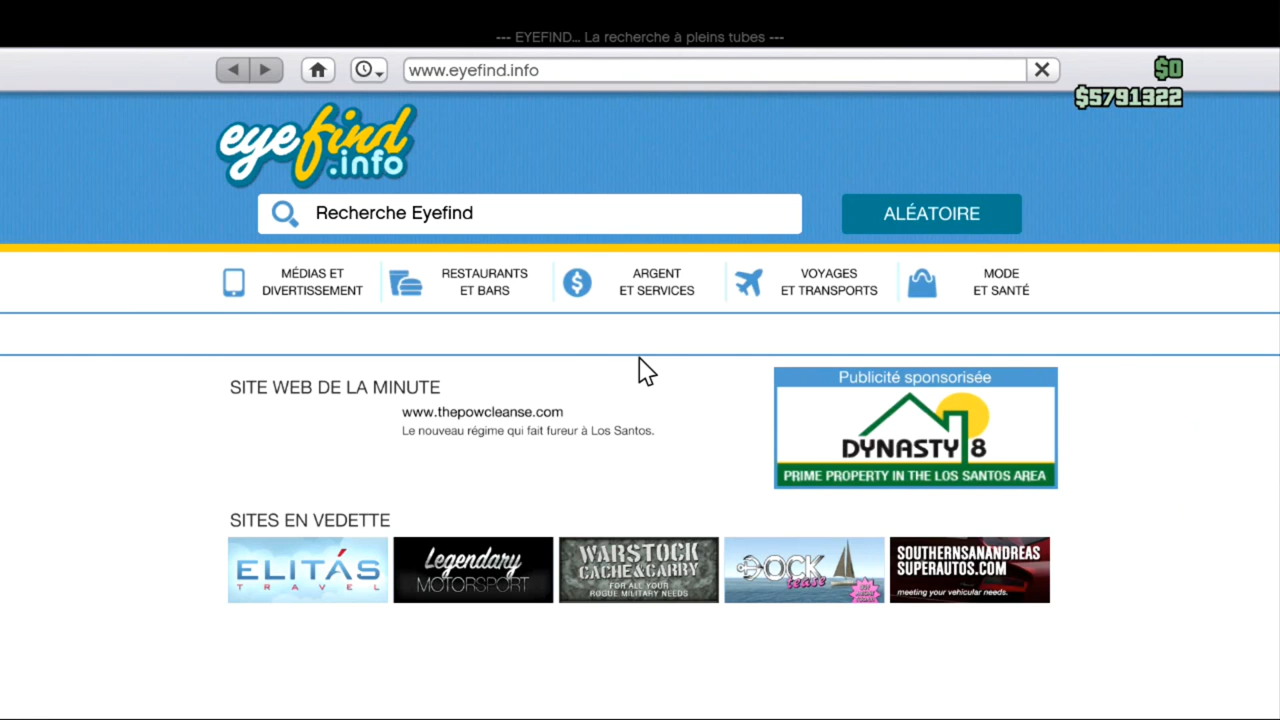 --- EYEFIND... La recherche à pleins tubes ---
www.eyefind.info
$0
$5791322
eyefind
.info
Recherche Eyefind
ALÉATOIRE
MÉDIAS ET
DIVERTISSEMENT
RESTAURANTS
ET BARS
ARGENT
ET SERVICES
VOYAGES
ET TRANSPORTS
MODE
ET SANTÉ
SITE WEB DE LA MINUTE
www.thepowcleanse.com
Le nouveau régime qui fait fureur à Los Santos.
Publicité sponsorisée
DYNASTY 8
PRIME PROPERTY IN THE LOS SANTOS AREA
SITES EN VEDETTE
ELITÁS
TRAVEL
Legendary
MOTORSPORT
WARSTOCK
CACHE & CARRY
FOR ALL YOUR
ROGUE MILITARY NEEDS
DOCK
tease
SOUTHERNSANANDREAS
SUPERAUTOS.COM
meeting your vehicular needs.